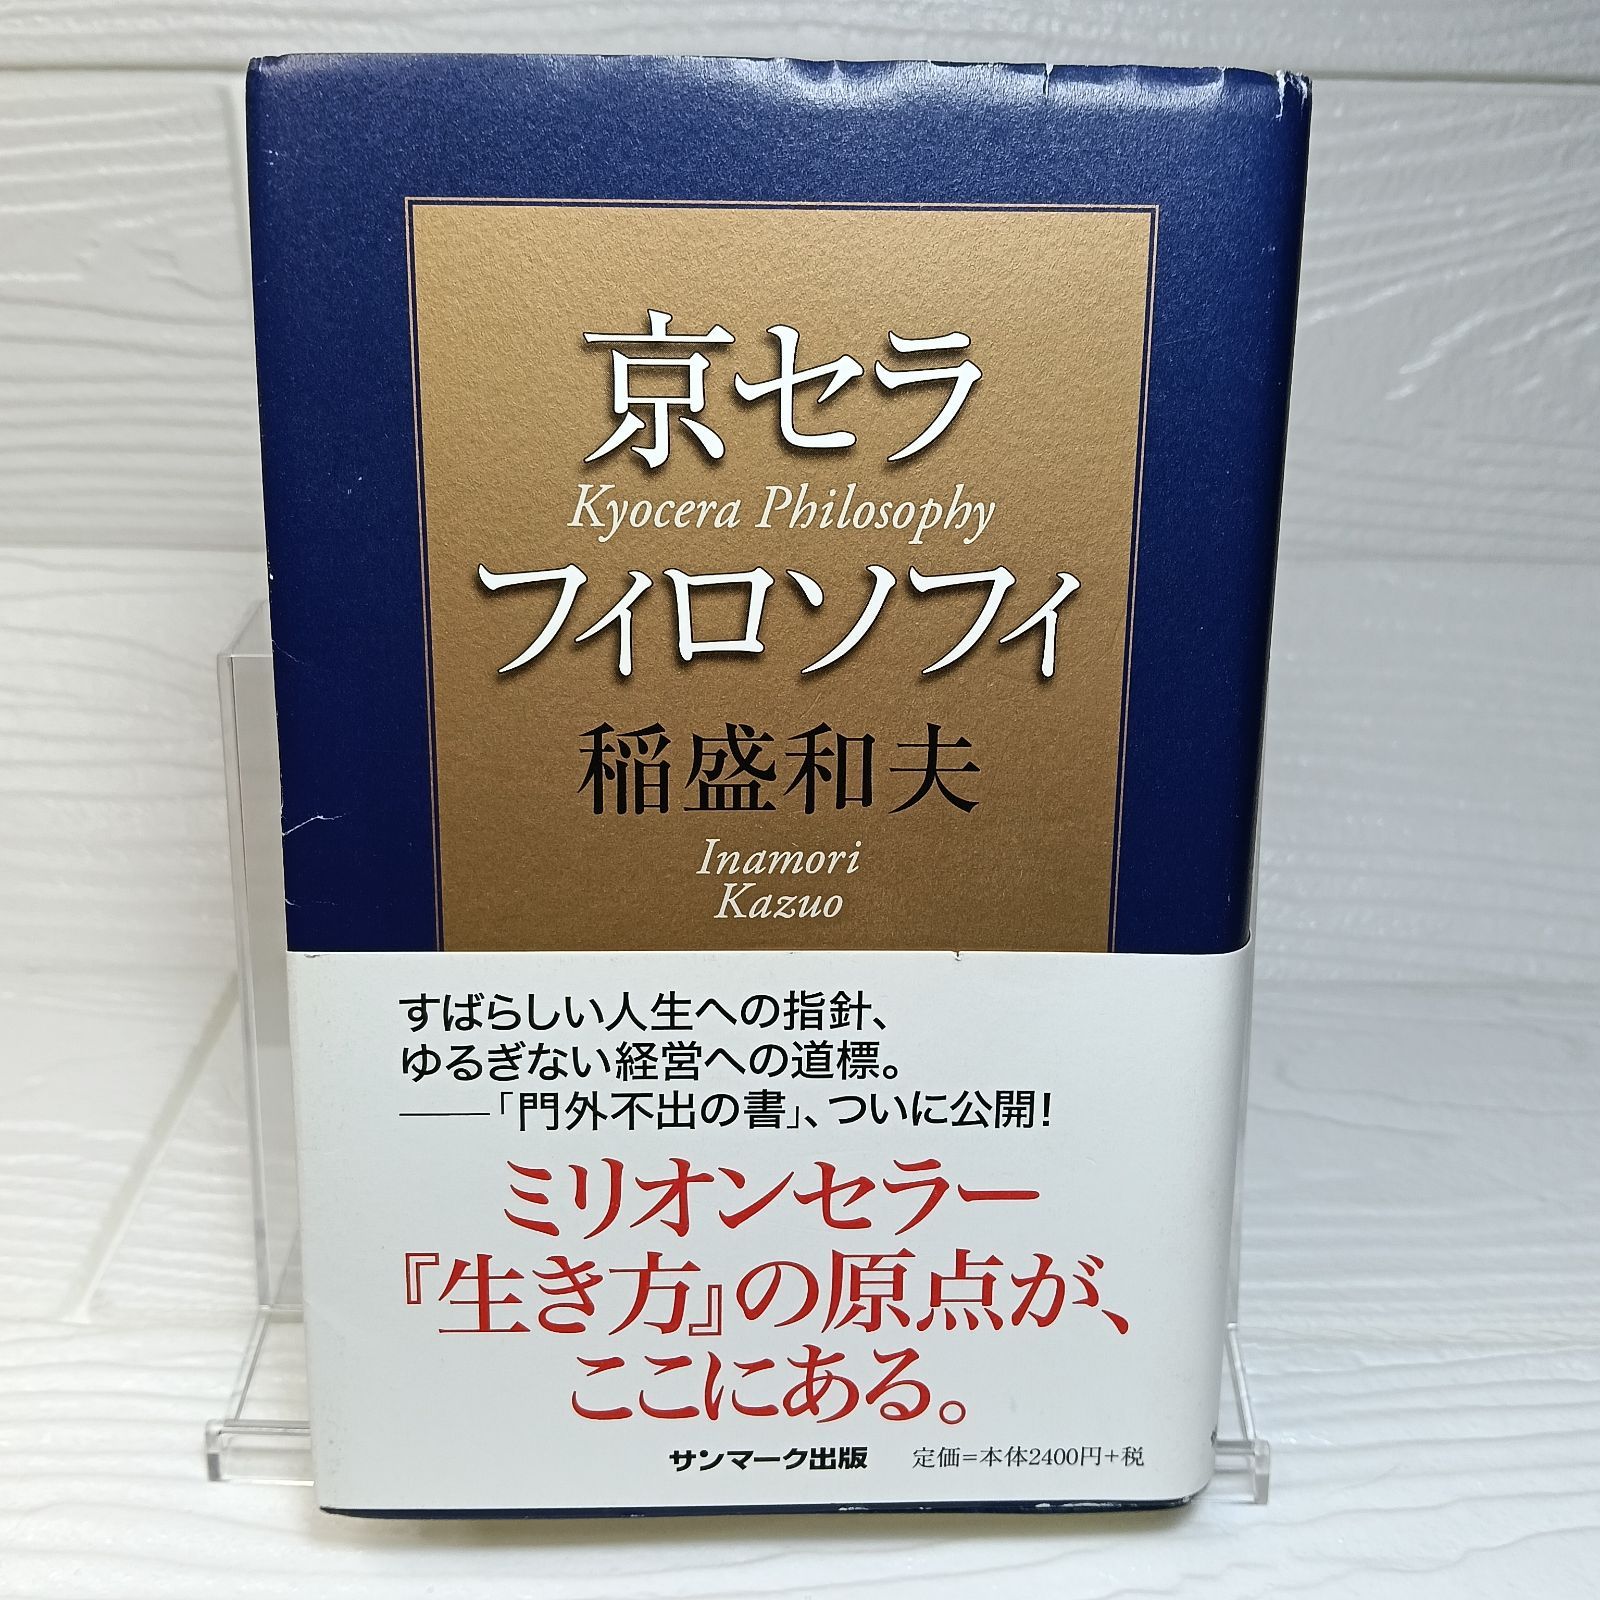 京セラ
Kyocera Philosophy
フィロソフィ
稲盛和夫
Inamori
Kazuo
すばらしい人生への指針、
ゆるぎない経営への道標。
――「門外不出の書」、ついに公開！
ミリオンセラー
『生き方』の原点が、
ここにある。
サンマーク出版 定価=本体2400円+税